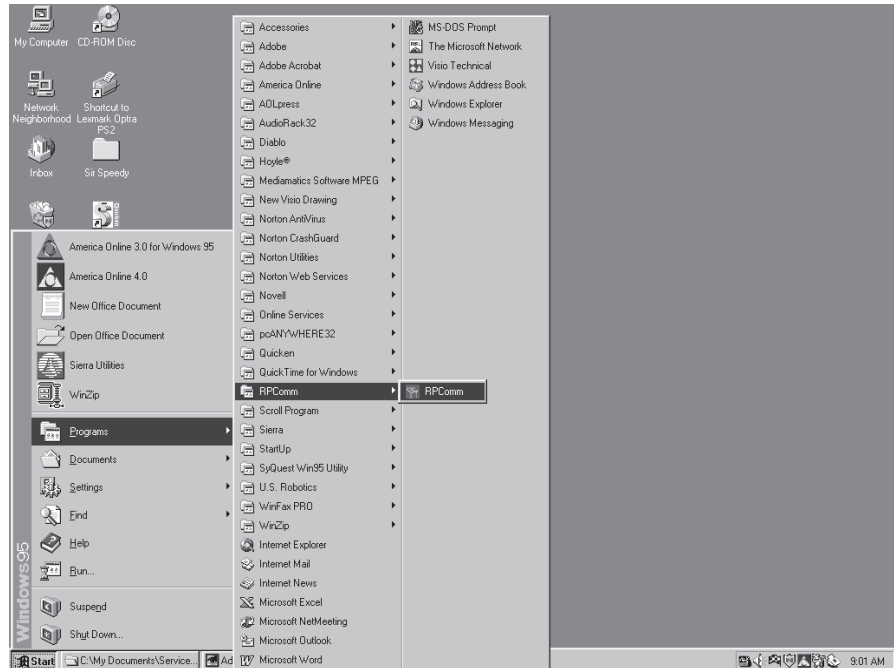 My Computer
CD-ROM Disc
Network Neighborhood
Shortcut to Lexmark Optra PS2
Inbox
Sir Speedy
Quicken
America Online 3.0 for Windows 95
America Online 4.0
New Office Document
Open Office Document
Sierra Utilities
WinZip
Programs
Documents
Settings
Find
Help
Run...
Suspend
Shut Down...
Windows95
Accessories
Adobe
Adobe Acrobat
America Online
AOLpress
AudioRack32
Diablo
Hoyle®
Mediamatics Software MPEG
New Visio Drawing
Norton AntiVirus
Norton CrashGuard
Norton Utilities
Norton Web Services
Novell
Online Services
pcANYWHERE32
Quicken
QuickTime for Windows
RPComm
Scroll Program
Sierra
StartUp
SyQuest Win95 Utility
U.S. Robotics
WinFax PRO
WinZip
Internet Explorer
Internet Mail
Internet News
Microsoft Excel
Microsoft NetMeeting
Microsoft Outlook
Microsoft Word
MS-DOS Prompt
The Microsoft Network
Visio Technical
Windows Address Book
Windows Explorer
Windows Messaging
RPComm
Start
C:\My Documents\Service...
Ad
9:01 AM